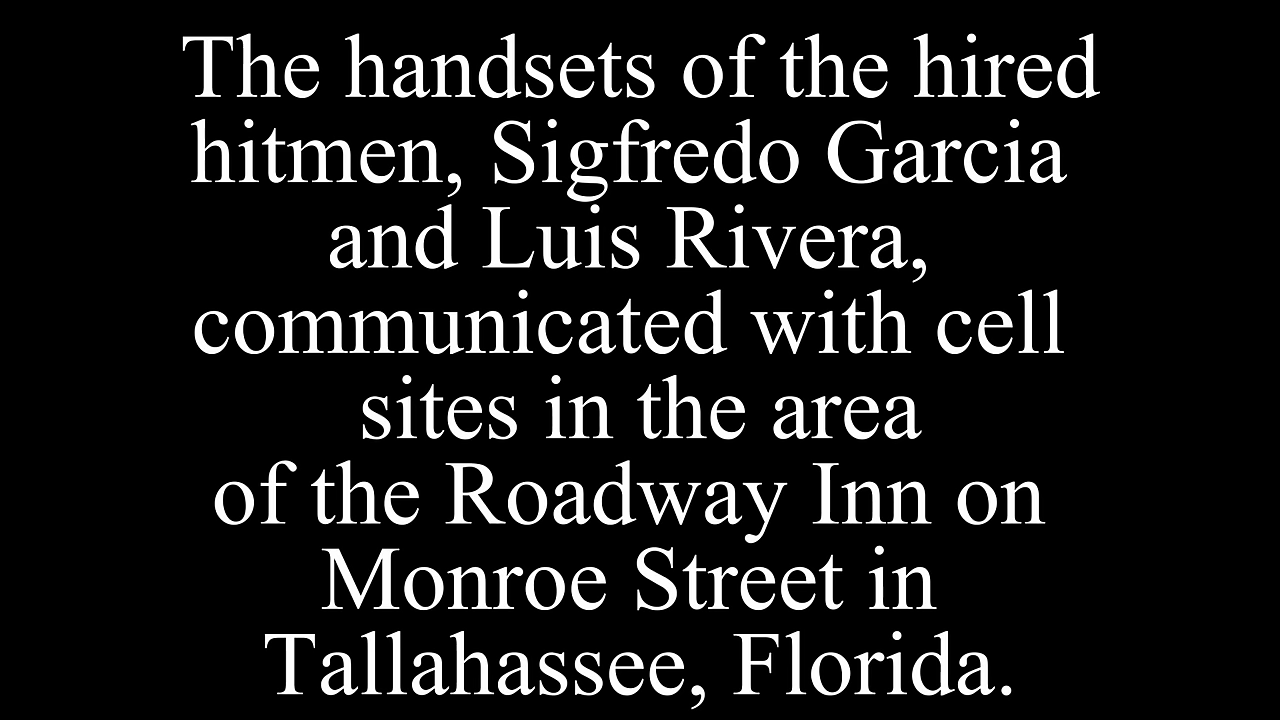 The handsets of the hired
hitmen, Sigfredo Garcia
and Luis Rivera,
communicated with cell
sites in the area
of the Roadway Inn on
Monroe Street in
Tallahassee, Florida.